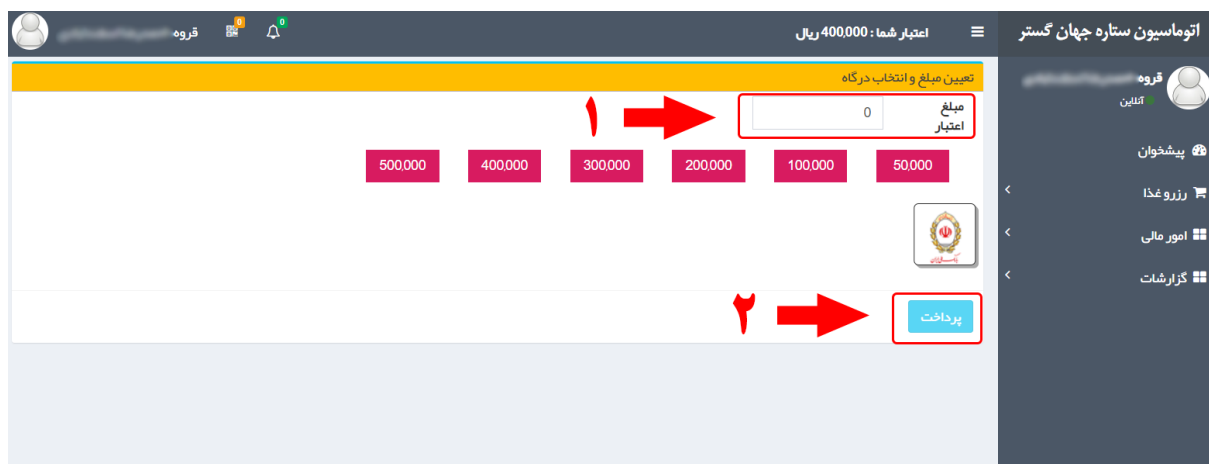 اتوماسیون ستاره جهان گستر
اعتبار شما : 400,000 ریال
0
0
قروه
قروه
آنلاین
پیشخوان
رزرو غذا
امور مالی
گزارشات
تعیین مبلغ و انتخاب درگاه
مبلغ
اعتبار
0
۱
50,000
100,000
200,000
300,000
400,000
500,000
پرداخت
۲